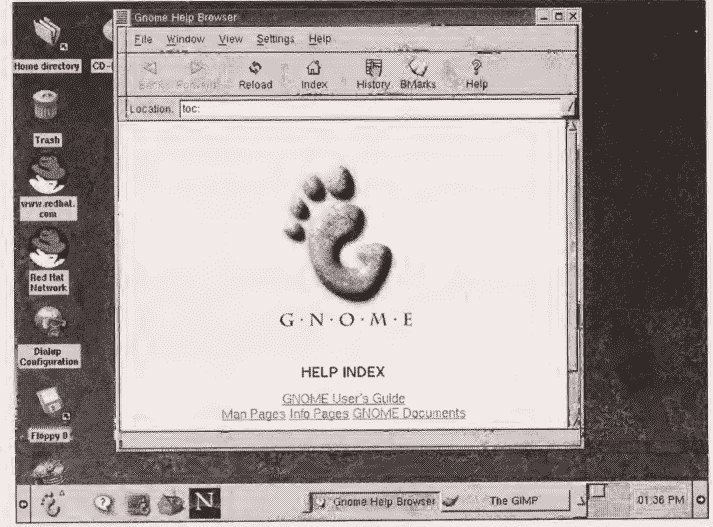 Gnome Help Browser
File Window View Settings Help
Back Forward Reload Index History BMarks Help
Location: toc:
G·N·O·M·E
HELP INDEX
GNOME User's Guide
Man Pages Info Pages GNOME Documents
Home directory
Trash
www.redhat.
com
Red Hat
Network
Dialup
Configuration
Floppy 0
N
Gnome Help Browser
The GIMP
01:36 PM